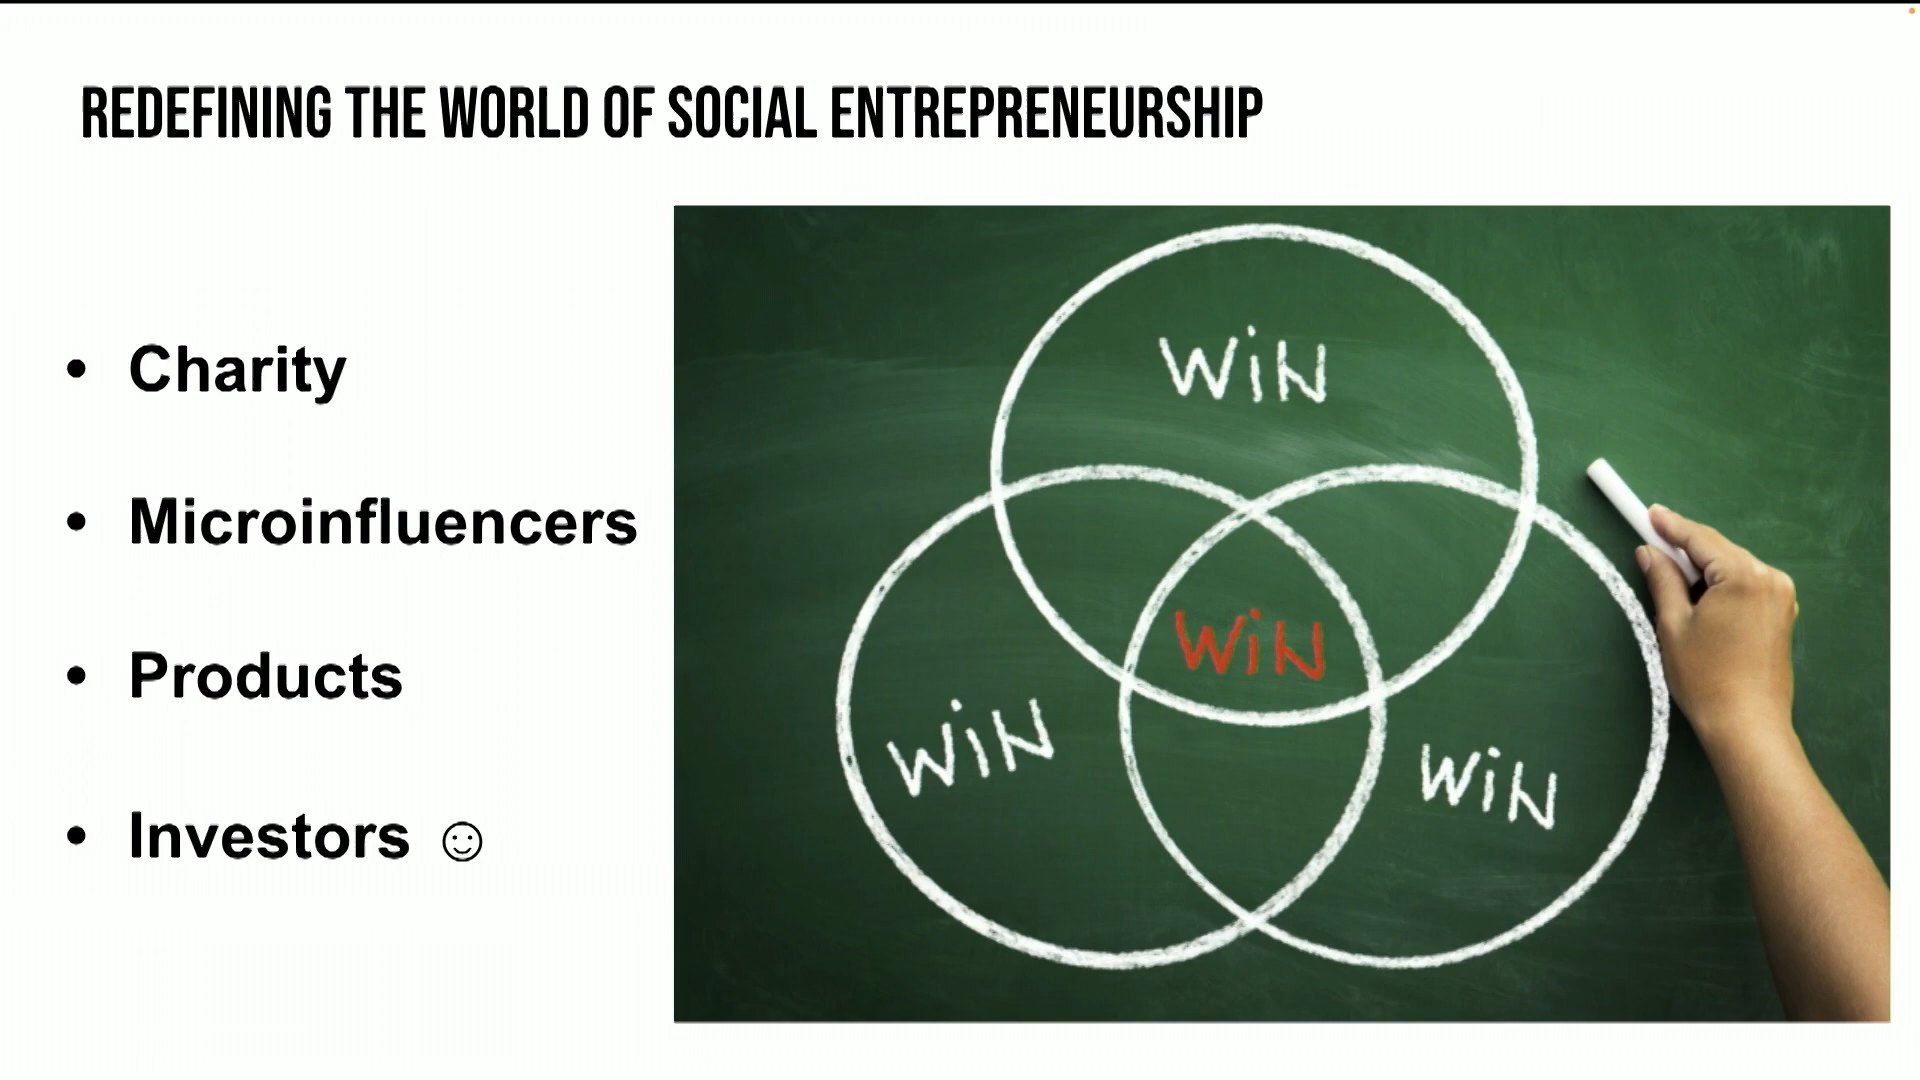 REDEFINING THE WORLD OF SOCIAL ENTREPRENEURSHIP
• Charity
• Microinfluencers
• Products
• Investors ☺
WiN
WiN
WiN
WiN